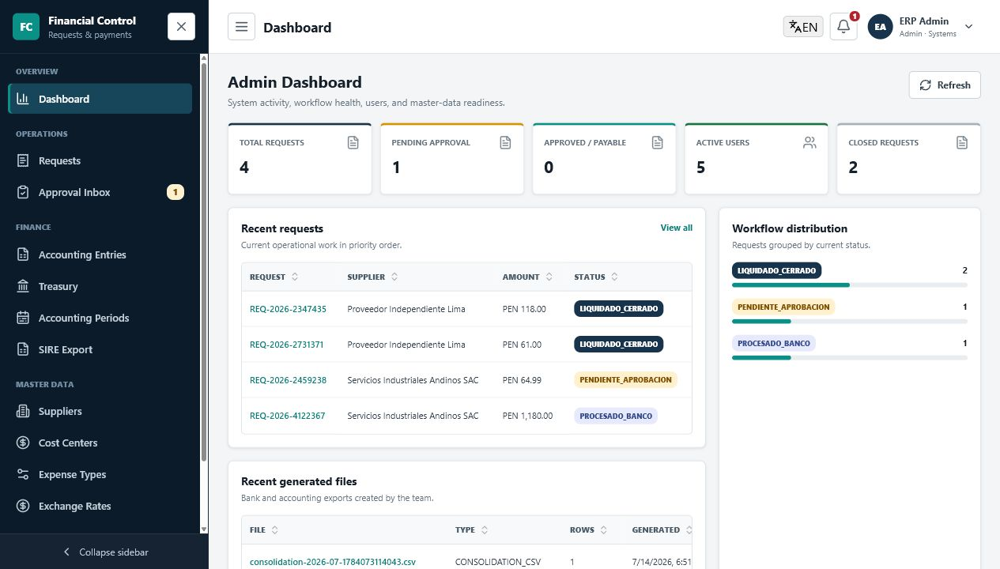 FC
Financial Control
Requests & payments
OVERVIEW
Dashboard
OPERATIONS
Requests
Approval Inbox 1
FINANCE
Accounting Entries
Treasury
Accounting Periods
SIRE Export
MASTER DATA
Suppliers
Cost Centers
Expense Types
Exchange Rates
Collapse sidebar
Dashboard
文A EN
1
EA
ERP Admin
Admin · Systems
Admin Dashboard
System activity, workflow health, users, and master-data readiness.
Refresh
TOTAL REQUESTS
4
PENDING APPROVAL
1
APPROVED / PAYABLE
0
ACTIVE USERS
5
CLOSED REQUESTS
2
Recent requests
View all
Current operational work in priority order.
REQUEST SUPPLIER AMOUNT STATUS
REQ-2026-2347435 Proveedor Independiente Lima PEN 118.00 LIQUIDADO_CERRADO
REQ-2026-2731371 Proveedor Independiente Lima PEN 61.00 LIQUIDADO_CERRADO
REQ-2026-2459238 Servicios Industriales Andinos SAC PEN 64.99 PENDIENTE_APROBACION
REQ-2026-4122367 Servicios Industriales Andinos SAC PEN 1,180.00 PROCESADO_BANCO
Workflow distribution
Requests grouped by current status.
LIQUIDADO_CERRADO 2
PENDIENTE_APROBACION 1
PROCESADO_BANCO 1
Recent generated files
Bank and accounting exports created by the team.
FILE TYPE ROWS GENERATED
consolidation-2026-07-1784073114043.csv CONSOLIDATION_CSV 1 7/14/2026, 6:51